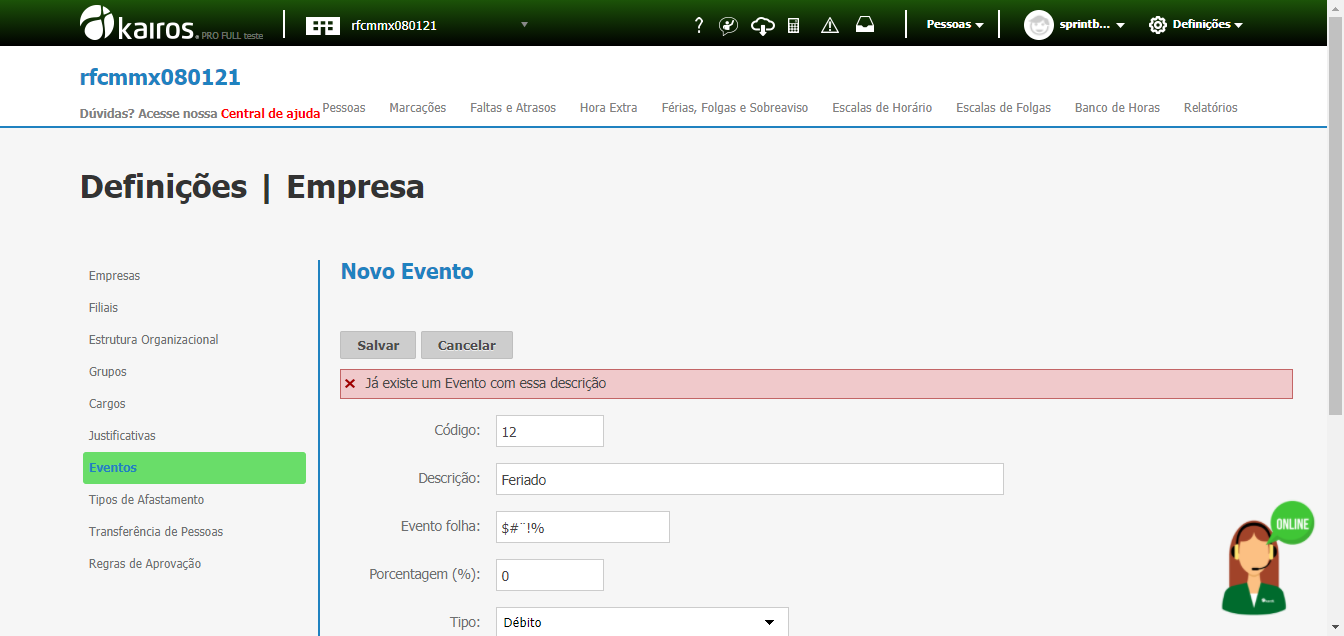 kairos. PRO FULL teste
rfcmmx080121
?
Pessoas
sprintb...
Definições
rfcmmx080121
Dúvidas? Acesse nossa Central de ajuda
Pessoas Marcações Faltas e Atrasos Hora Extra Férias, Folgas e Sobreaviso Escalas de Horário Escalas de Folgas Banco de Horas Relatórios
Definições | Empresa
Empresas
Filiais
Estrutura Organizacional
Grupos
Cargos
Justificativas
Eventos
Tipos de Afastamento
Transferência de Pessoas
Regras de Aprovação
Novo Evento
Salvar Cancelar
Já existe um Evento com essa descrição
Código: 12
Descrição: Feriado
Evento folha: $#¨!%
Porcentagem (%): 0
Tipo: Débito
ONLINE